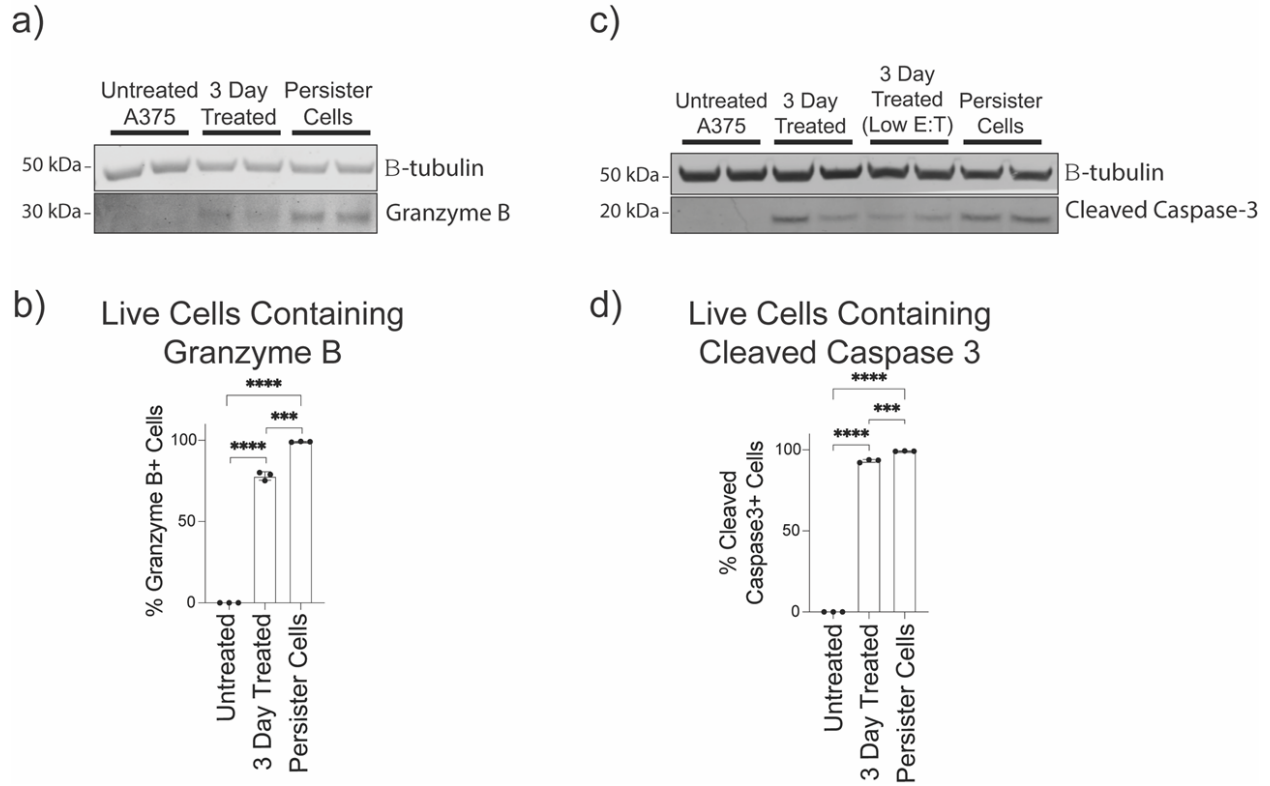 a)
Untreated 3 Day Persister
A375 Treated Cells
50 kDa
B-tubulin
30 kDa
Granzyme B
c)
3 Day
Untreated 3 Day Treated Persister
A375 Treated (Low E:T) Cells
50 kDa
B-tubulin
20 kDa
Cleaved Caspase-3
b)
Live Cells Containing
Granzyme B
****
***
****
% Granzyme B+ Cells
100
50
0
Untreated
3 Day Treated
Persister Cells
d)
Live Cells Containing
Cleaved Caspase 3
****
***
****
% Cleaved
Caspase3+ Cells
100
50
0
Untreated
3 Day Treated
Persister Cells